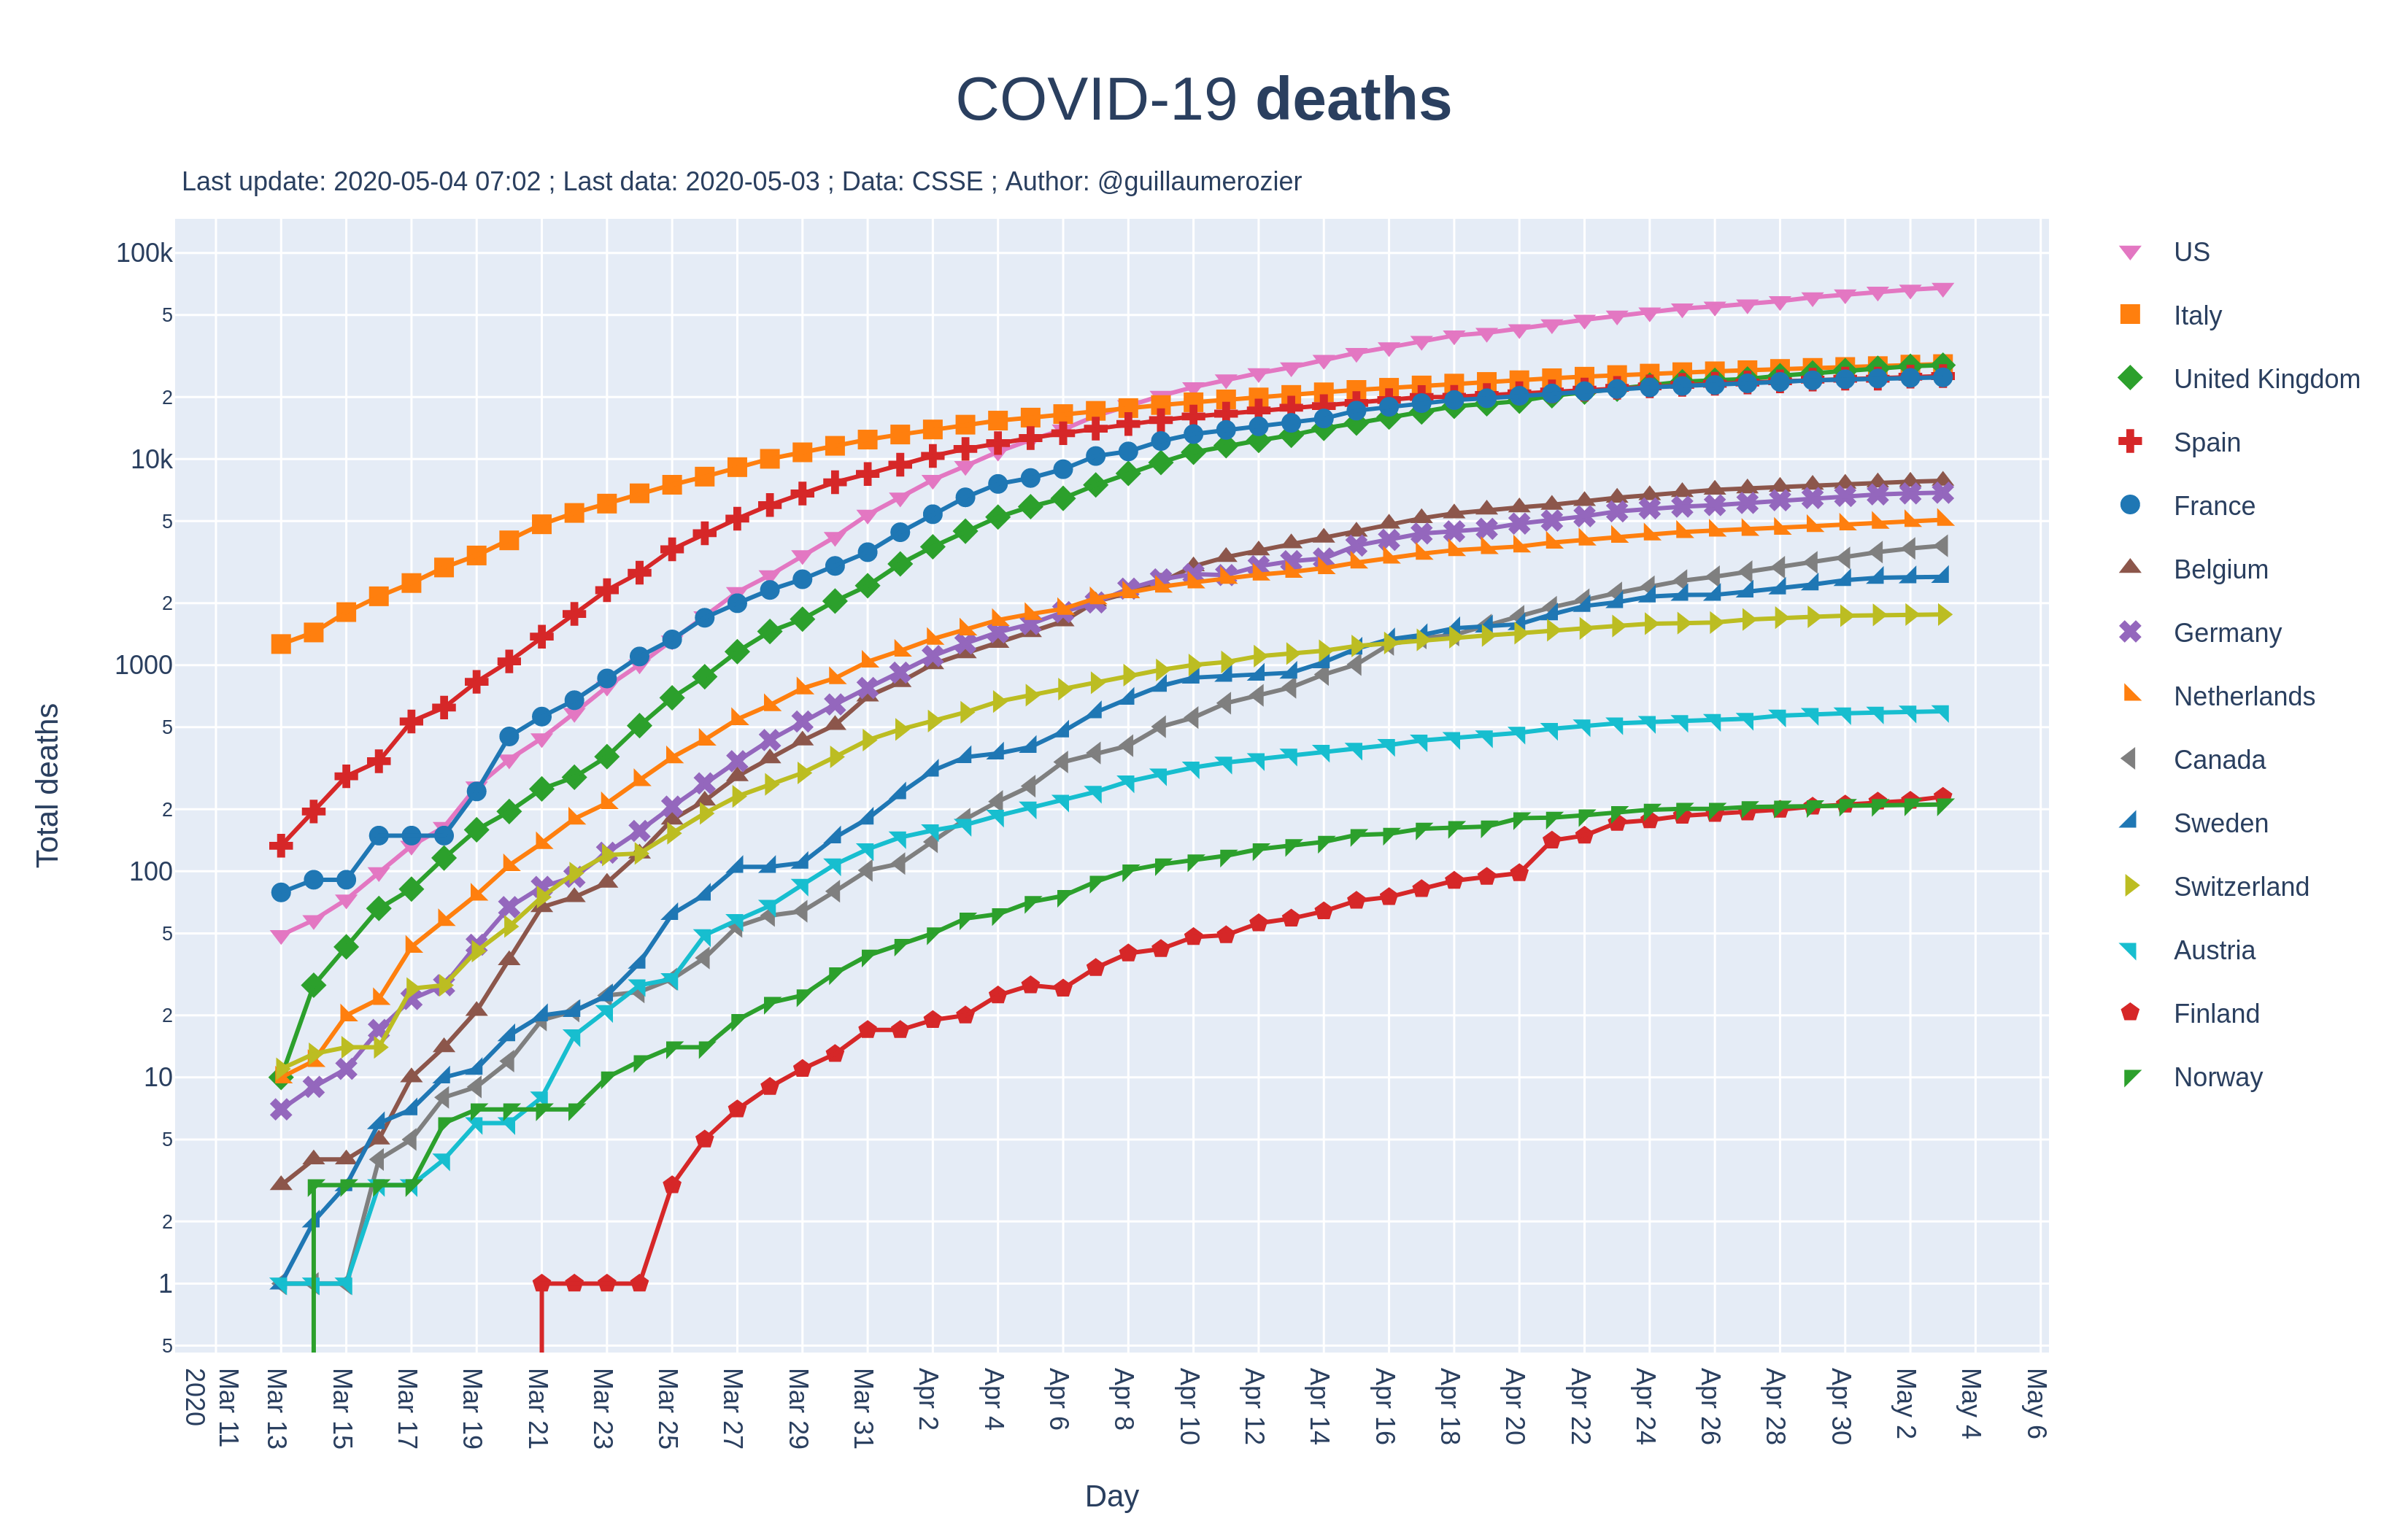 COVID-19 deaths
Last update: 2020-05-04 07:02 ; Last data: 2020-05-03 ; Data: CSSE ; Author: @guillaumerozier
Total deaths
100k
5
2
10k
5
2
1000
5
2
100
5
2
10
5
2
1
5
Mar 11
2020
Mar 13
Mar 15
Mar 17
Mar 19
Mar 21
Mar 23
Mar 25
Mar 27
Mar 29
Mar 31
Apr 2
Apr 4
Apr 6
Apr 8
Apr 10
Apr 12
Apr 14
Apr 16
Apr 18
Apr 20
Apr 22
Apr 24
Apr 26
Apr 28
Apr 30
May 2
May 4
May 6
Day
US
Italy
United Kingdom
Spain
France
Belgium
Germany
Netherlands
Canada
Sweden
Switzerland
Austria
Finland
Norway